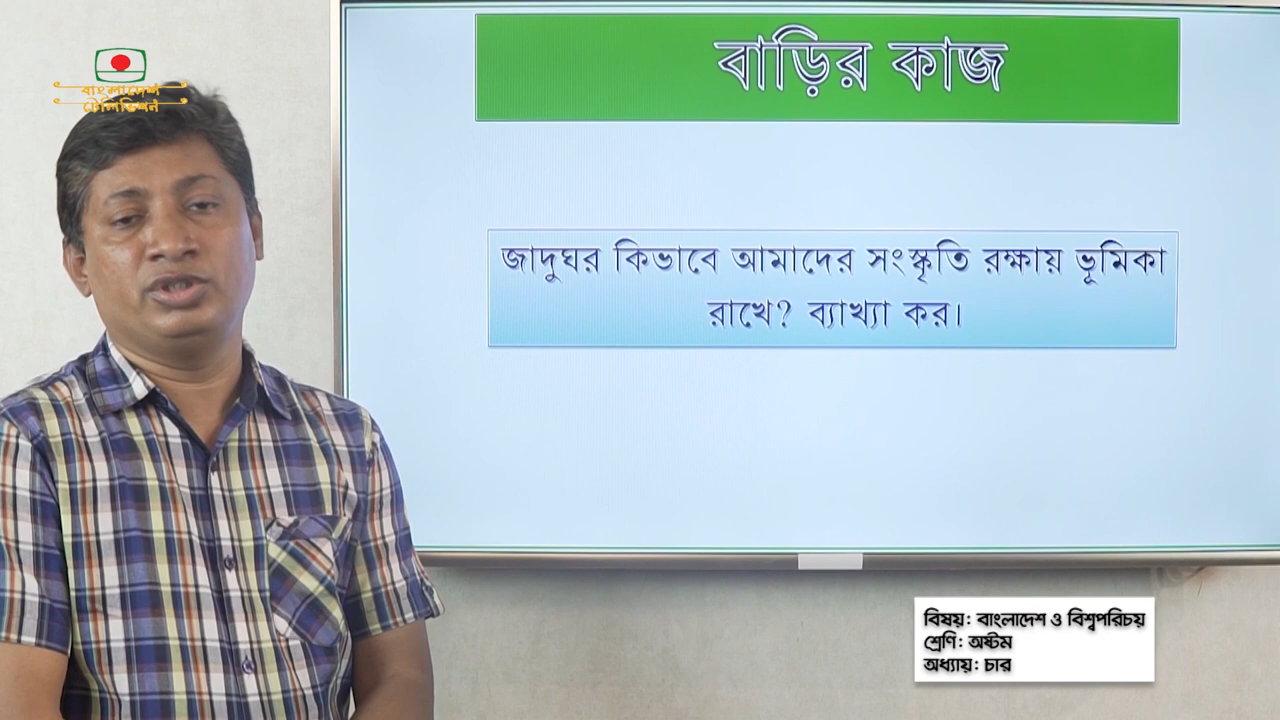 বাংলাদেশ
টেলিভিশন
বাড়ির কাজ
জাদুঘর কিভাবে আমাদের সংস্কৃতি রক্ষায় ভূমিকা
রাখে? ব্যাখ্যা কর।
বিষয়: বাংলাদেশ ও বিশ্বপরিচয়
শ্রেণি: অষ্টম
অধ্যায়: চার